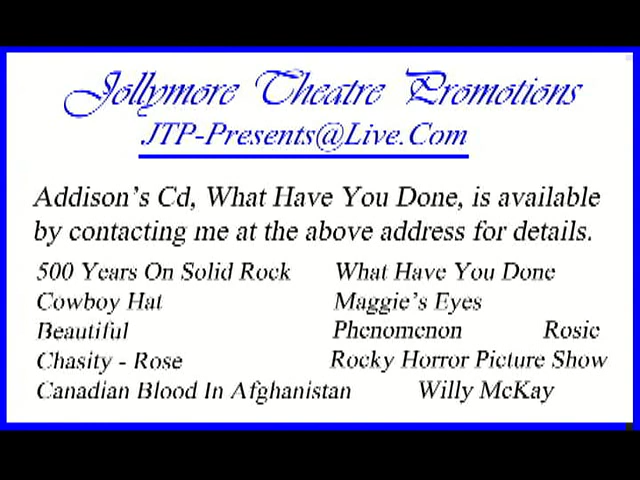 Jollymore Theatre Promotions
JTP-Presents@Live.Com
Addison's Cd, What Have You Done, is available
by contacting me at the above address for details.
500 Years On Solid Rock What Have You Done
Cowboy Hat Maggie's Eyes
Beautiful Phenomenon Rosie
Chasity - Rose Rocky Horror Picture Show
Canadian Blood In Afghanistan Willy McKay